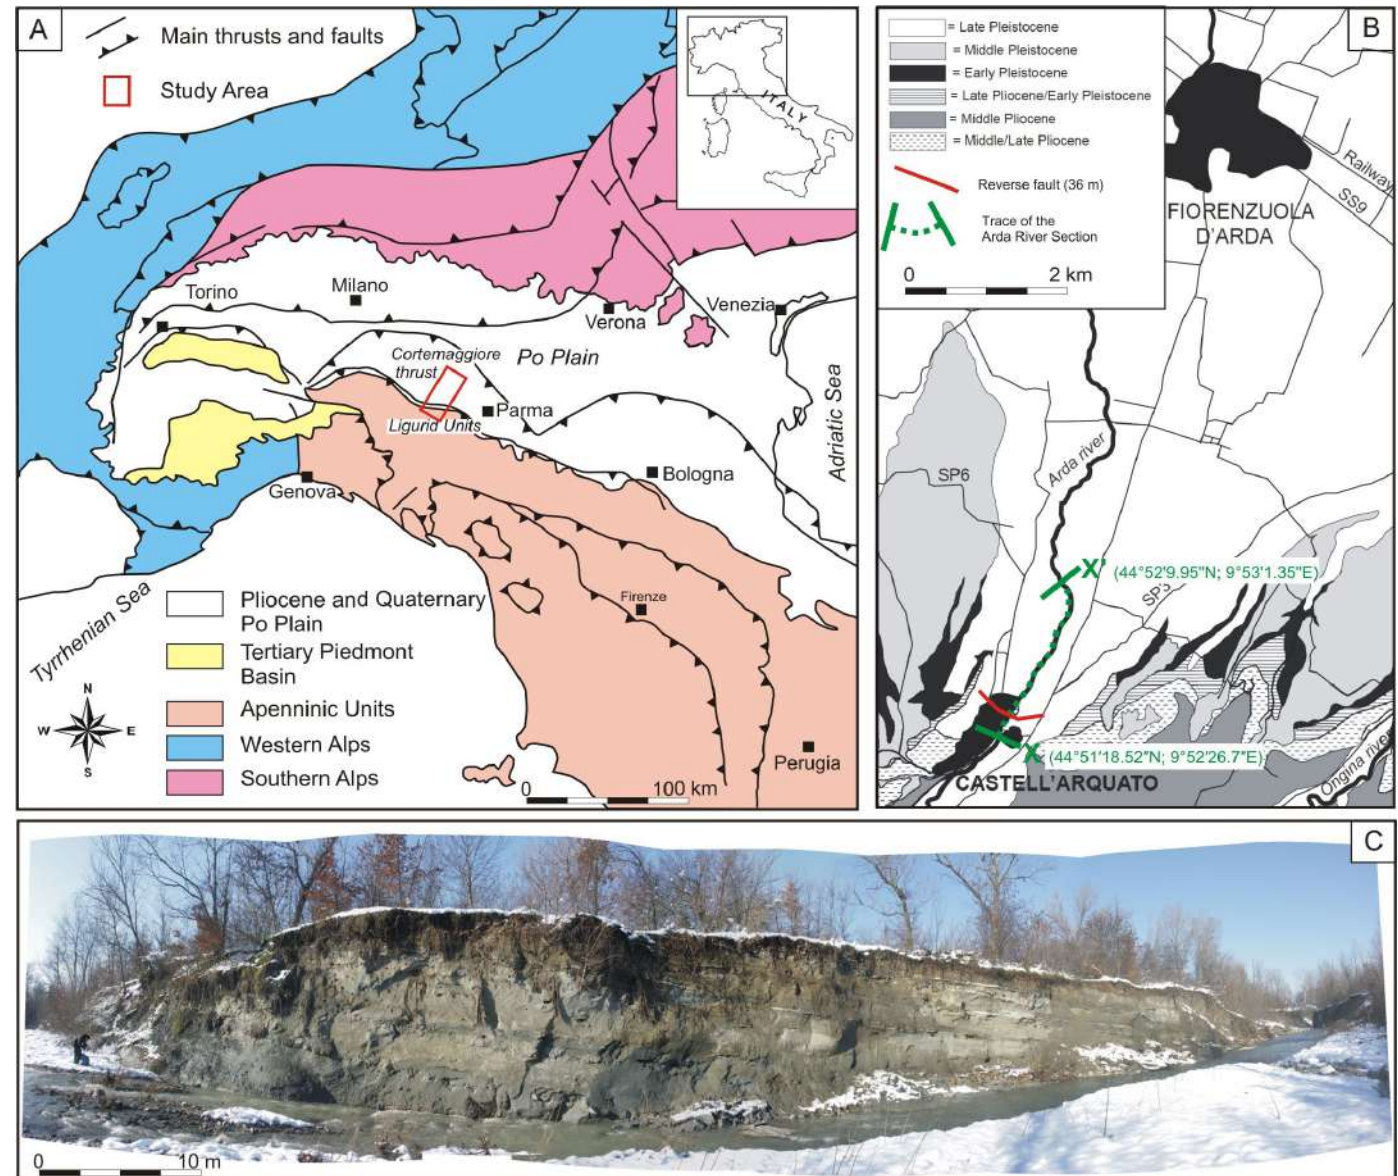 A
Main thrusts and faults
Study Area
ITALY
Torino
Milano
Verona
Venezia
Cortemaggiore
thrust
Po Plain
Parma
Ligurid Units
Adriatic Sea
Bologna
Genova
Firenze
Tyrrhenian Sea
Pliocene and Quaternary
Po Plain
Tertiary Piedmont
Basin
Apenninic Units
Western Alps
Southern Alps
N
W E
S
Perugia
0 100 km
B
= Late Pleistocene
= Middle Pleistocene
= Early Pleistocene
= Late Pliocene/Early Pleistocene
= Middle Pliocene
= Middle/Late Pliocene
Reverse fault (36 m)
Trace of the
Arda River Section
0 2 km
Railway
SS9
FIORENZUOLA
D'ARDA
Arda river
SP6
X' (44°52'9.95"N; 9°53'1.35"E)
SP3
X (44°51'18.52"N; 9°52'26.7"E)
CASTELL'ARQUATO
Ongina river
C
0 10 m